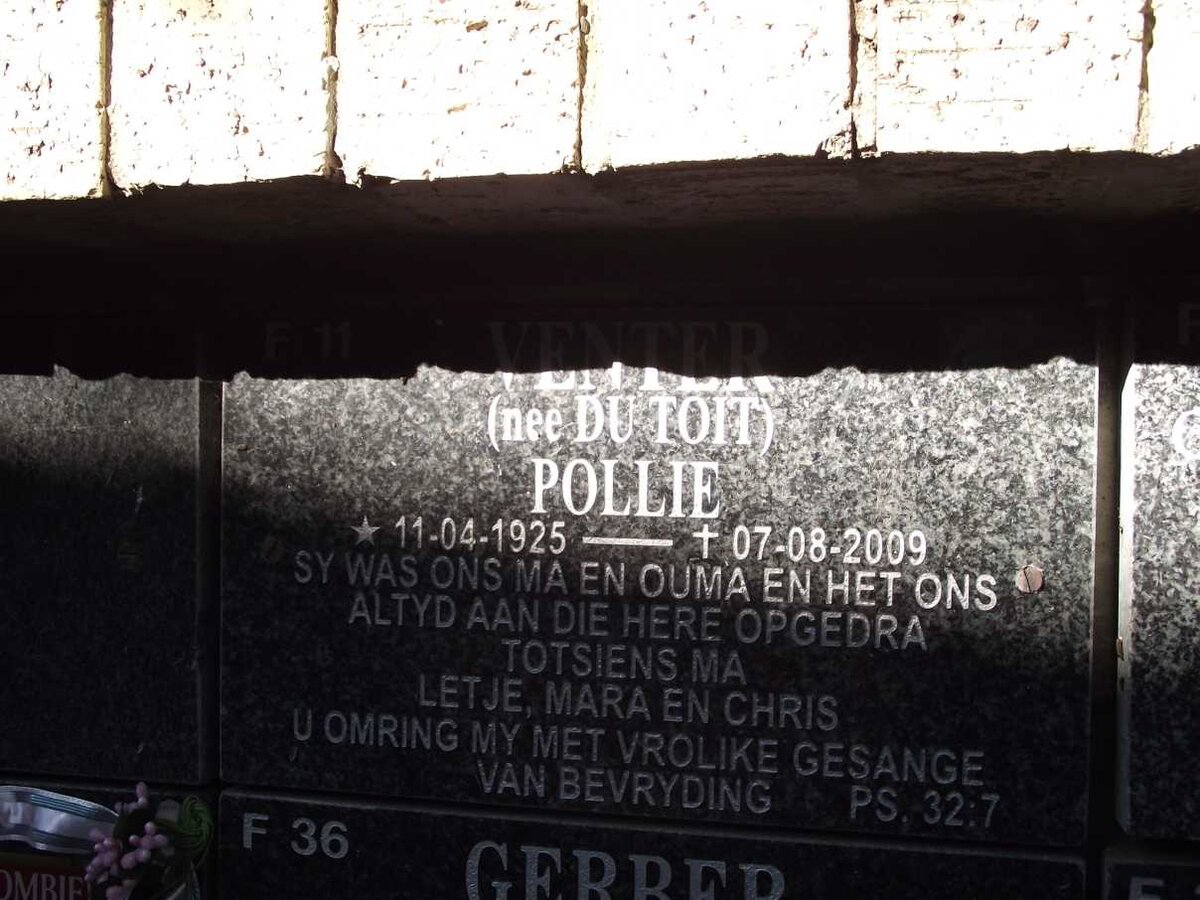 F 11
VENTER
(nee DU TOIT)
POLLIE
★ 11-04-1925 — † 07-08-2009
SY WAS ONS MA EN OUMA EN HET ONS
ALTYD AAN DIE HERE OPGEDRA
TOTSIENS MA
LETJE, MARA EN CHRIS
U OMRING MY MET VROLIKE GESANGE
VAN BEVRYDING PS. 32:7
F 36
GERBER